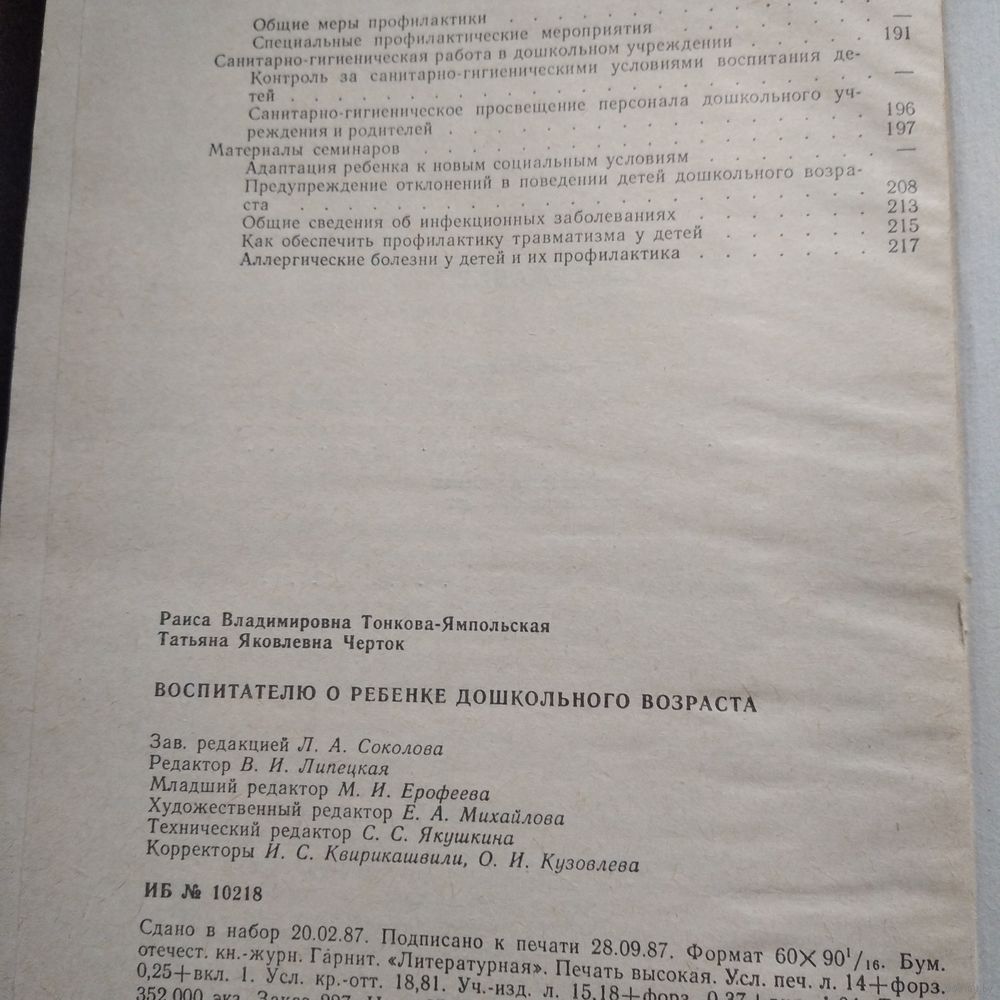 Общие меры профилактики . . . . . . . . . . —
Специальные профилактические мероприятия . . . . . . 191
Санитарно-гигиеническая работа в дошкольном учреждении . . . .
Контроль за санитарно-гигиеническими условиями воспитания де-
тей . . . . . . . . . . . . . . . —
Санитарно-гигиеническое просвещение персонала дошкольного уч-
реждения и родителей . . . . . . . . . . . 196
Материалы семинаров . . . . . . . . . . . . 197
Адаптация ребенка к новым социальным условиям . . . . . —
Предупреждение отклонений в поведении детей дошкольного возра-
ста . . . . . . . . . . . . . . . 208
Общие сведения об инфекционных заболеваниях . . . . . . 213
Как обеспечить профилактику травматизма у детей . . . . . 215
Аллергические болезни у детей и их профилактика . . . . . 217
Раиса Владимировна Тонкова-Ямпольская
Татьяна Яковлевна Черток
ВОСПИТАТЕЛЮ О РЕБЕНКЕ ДОШКОЛЬНОГО ВОЗРАСТА
Зав. редакцией Л. А. Соколова
Редактор В. И. Липецкая
Младший редактор М. И. Ерофеева
Художественный редактор Е. А. Михайлова
Технический редактор С. С. Якушкина
Корректоры И. С. Квирикашвили, О. И. Кузовлева
ИБ № 10218
Сдано в набор 20.02.87. Подписано к печати 28.09.87. Формат 60×90¹/₁₆. Бум.
отечест. кн.-журн. Гарнит. «Литературная». Печать высокая. Усл. печ. л. 14+форз.
0,25+вкл. 1. Усл. кр.-отт. 18,81. Уч.-изд. л. 15,18+форз. 0,37+
352 000 экз. Заказ